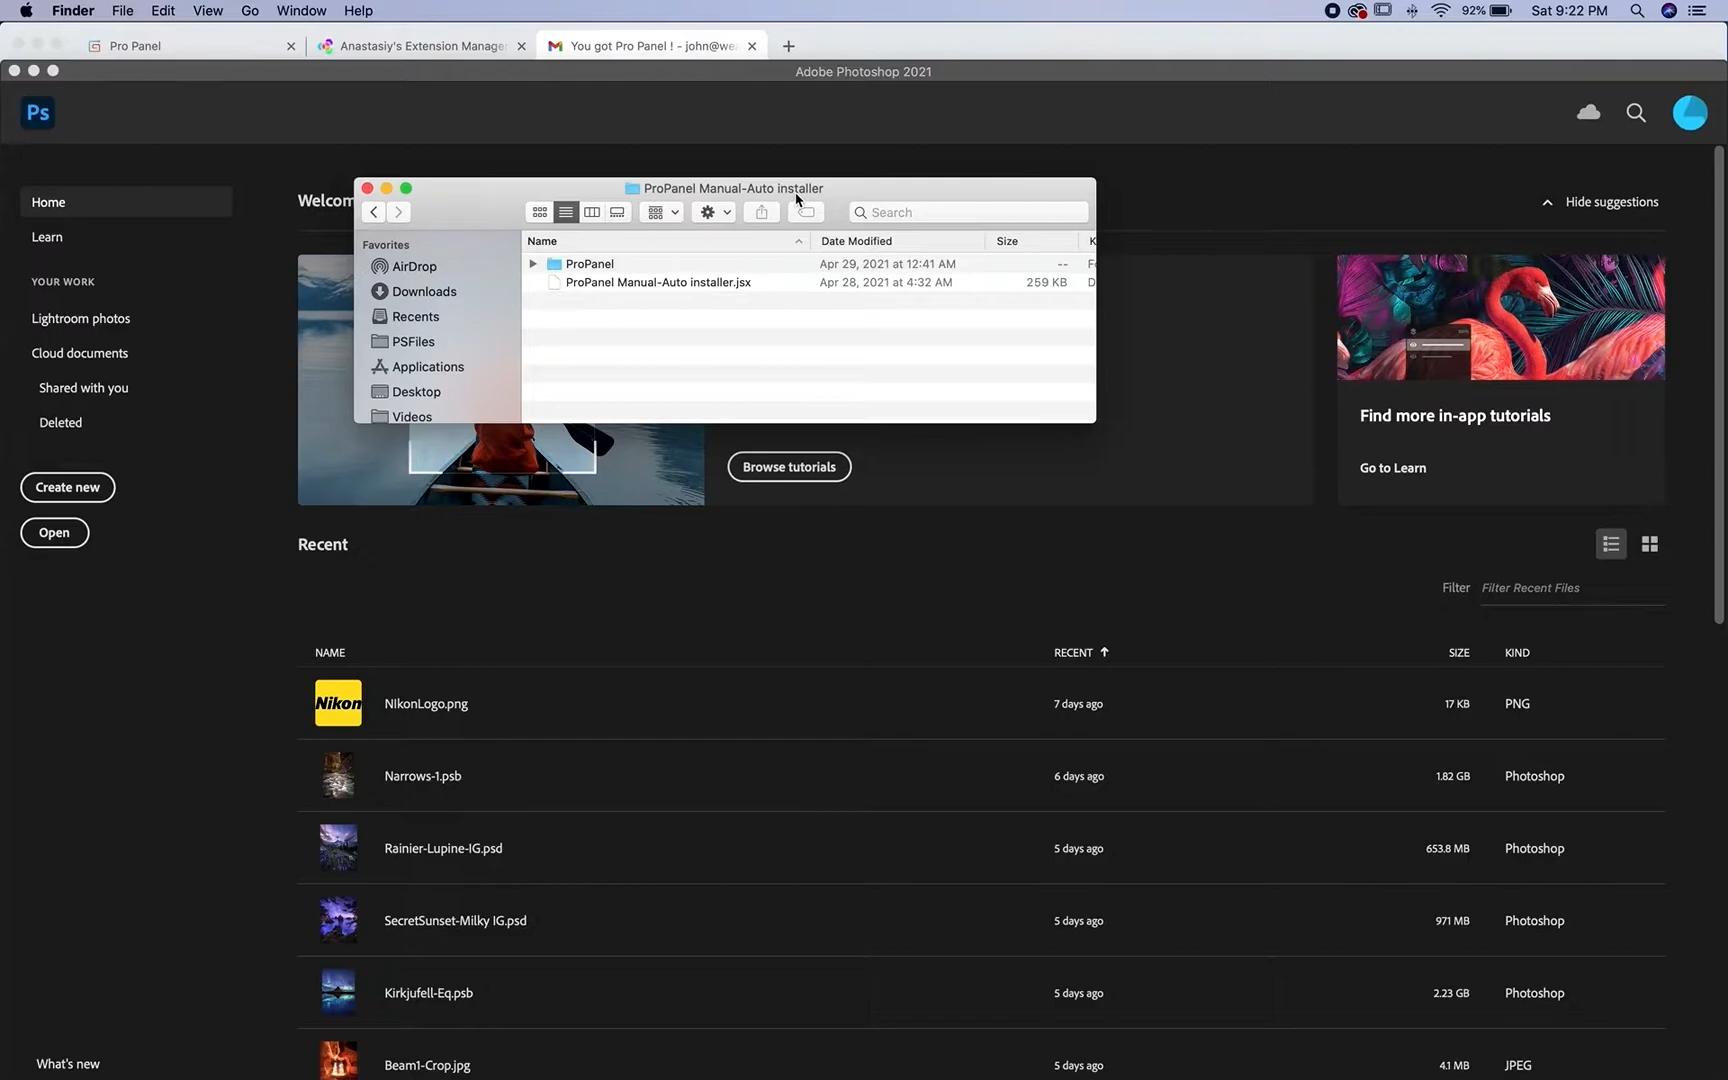 Finder File Edit View Go Window Help 92% Sat 9:22 PM
Pro Panel Anastasiy's Extension Manage You got Pro Panel ! - john@we
Adobe Photoshop 2021
Ps
Home
Learn
YOUR WORK
Lightroom photos
Cloud documents
Shared with you
Deleted
Create new
Open
What's new
Welcom
Hide suggestions
ProPanel Manual-Auto installer
Search
Favorites
AirDrop
Downloads
Recents
PSFiles
Applications
Desktop
Videos
Name Date Modified Size K
ProPanel Apr 29, 2021 at 12:41 AM -- Fo
ProPanel Manual-Auto installer.jsx Apr 28, 2021 at 4:32 AM 259 KB D
Browse tutorials
Find more in-app tutorials
Go to Learn
Recent
Filter Filter Recent Files
NAME RECENT SIZE KIND
Nikon NIkonLogo.png 7 days ago 17 KB PNG
Narrows-1.psb 6 days ago 1.82 GB Photoshop
Rainier-Lupine-IG.psd 5 days ago 653.8 MB Photoshop
SecretSunset-Milky IG.psd 5 days ago 971 MB Photoshop
Kirkjufell-Eq.psb 5 days ago 2.23 GB Photoshop
Beam1-Crop.jpg 5 days ago 4.1 MB JPEG